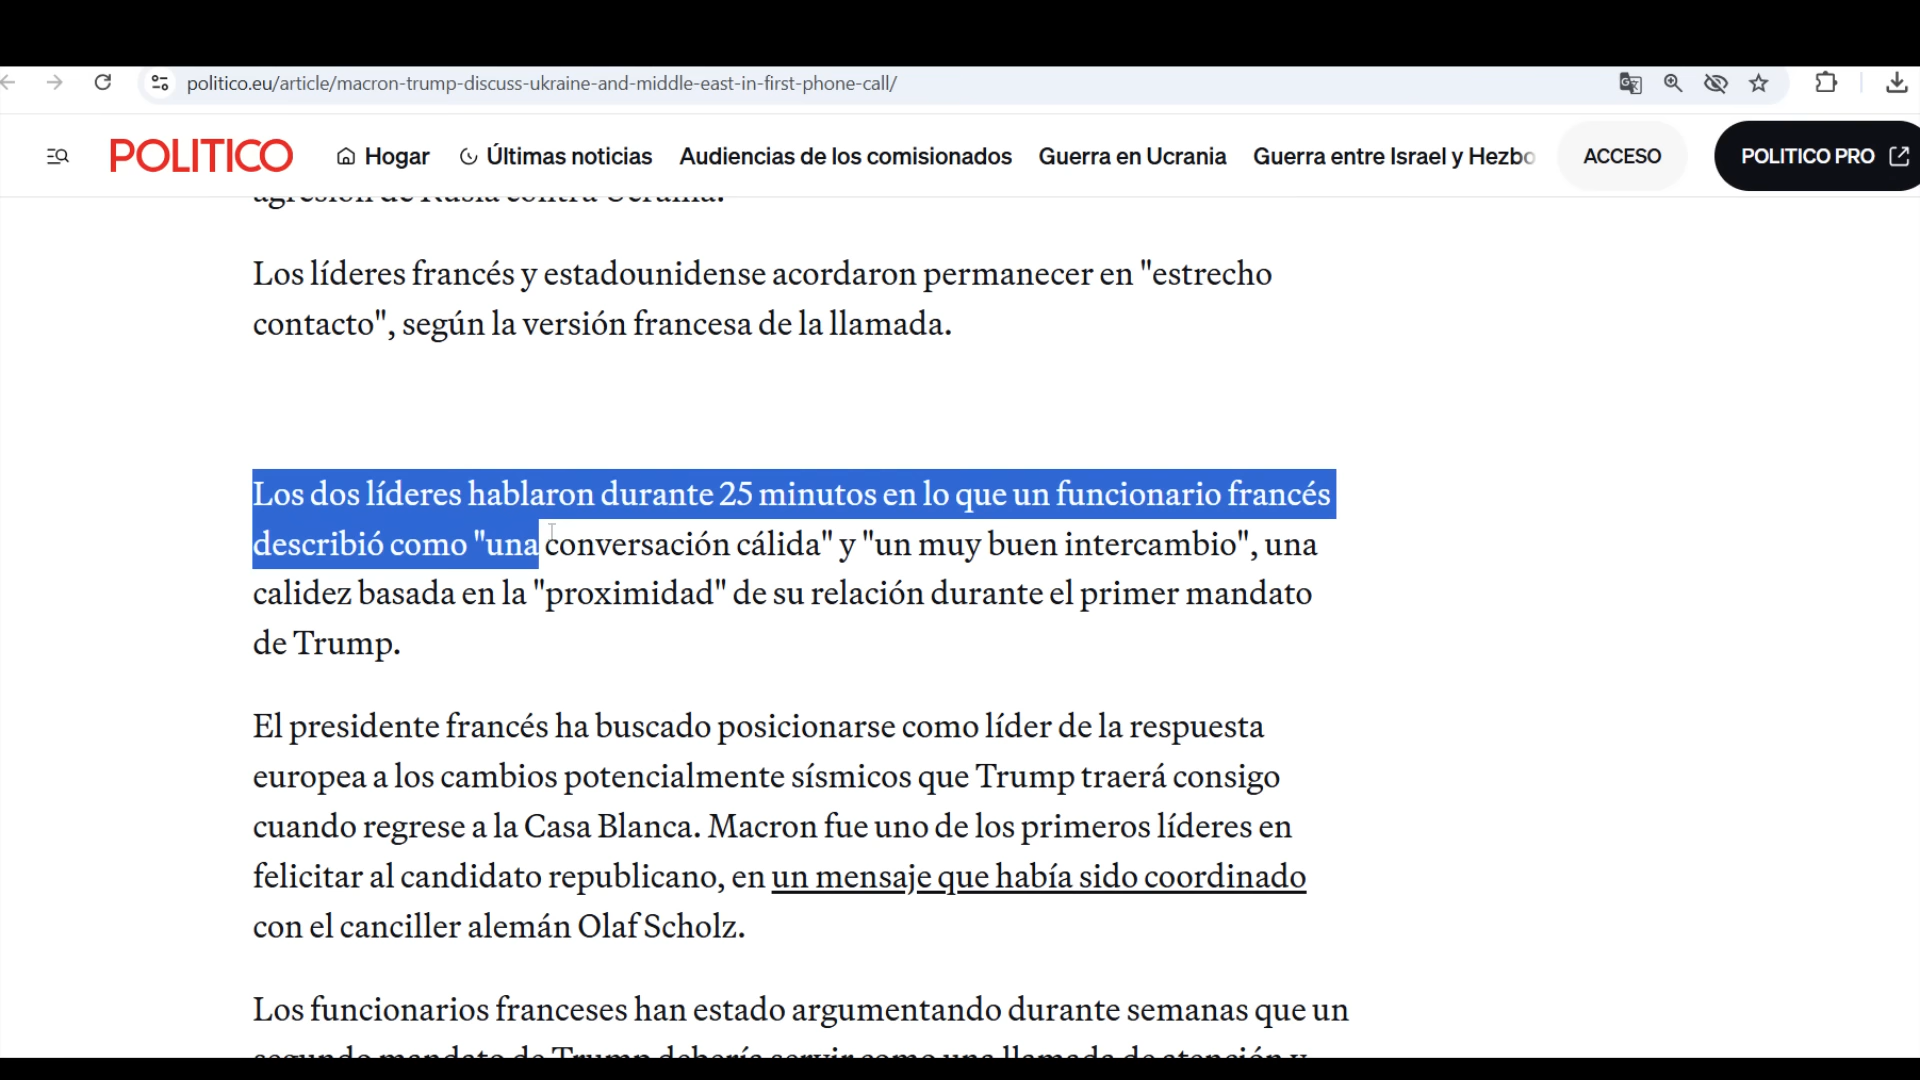 politico.eu/article/macron-trump-discuss-ukraine-and-middle-east-in-first-phone-call/
POLITICO Hogar Últimas noticias Audiencias de los comisionados Guerra en Ucrania Guerra entre Israel y Hezbo ACCESO POLITICO PRO
agresión de Rusia contra Ucrania.
Los líderes francés y estadounidense acordaron permanecer en "estrecho
contacto", según la versión francesa de la llamada.
Los dos líderes hablaron durante 25 minutos en lo que un funcionario francés
describió como "una conversación cálida" y "un muy buen intercambio", una
calidez basada en la "proximidad" de su relación durante el primer mandato
de Trump.
El presidente francés ha buscado posicionarse como líder de la respuesta
europea a los cambios potencialmente sísmicos que Trump traerá consigo
cuando regrese a la Casa Blanca. Macron fue uno de los primeros líderes en
felicitar al candidato republicano, en un mensaje que había sido coordinado
con el canciller alemán Olaf Scholz.
Los funcionarios franceses han estado argumentando durante semanas que un
segundo mandato de Trump debería servir como una llamada de atención y